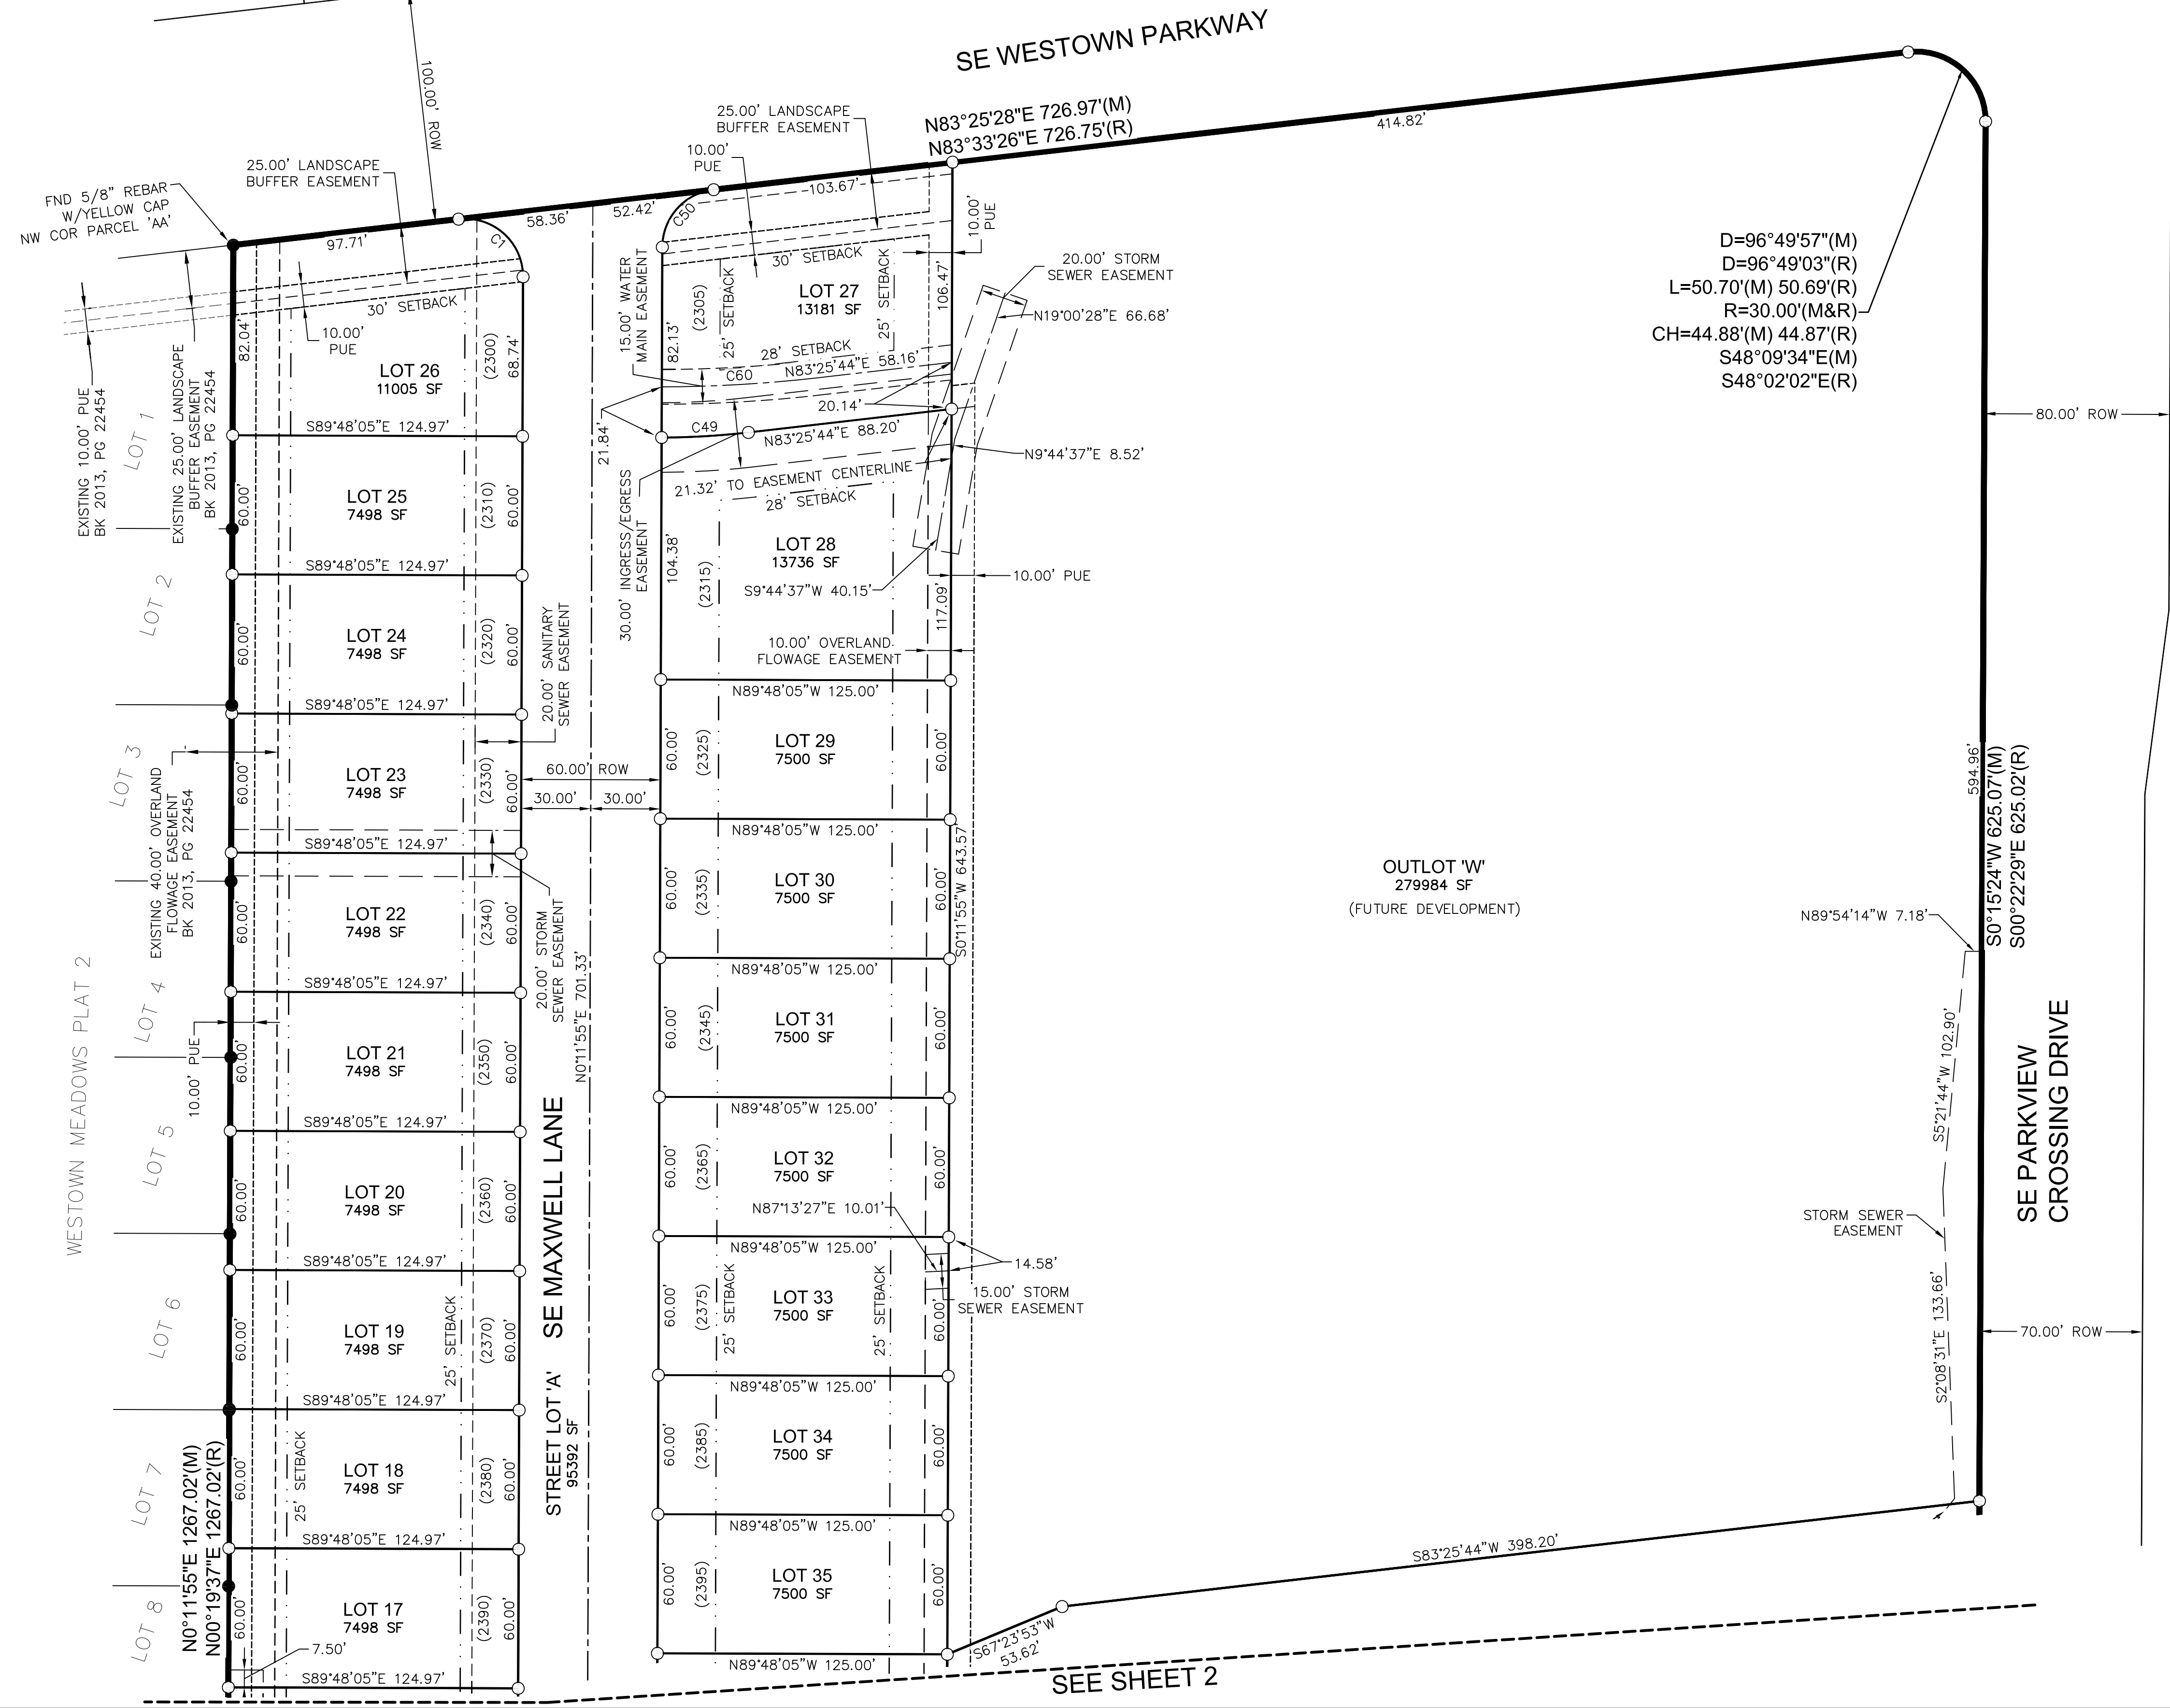 SE WESTOWN PARKWAY
100.00' ROW
25.00' LANDSCAPE
BUFFER EASEMENT
N83°25'28"E 726.97'(M)
N83°33'26"E 726.75'(R)
414.82'
10.00'
PUE
25.00' LANDSCAPE
BUFFER EASEMENT
FND 5/8" REBAR
W/YELLOW CAP
NW COR PARCEL 'AA'
97.71'
58.36'
52.42'
103.67'
C1
C50
10.00'
PUE
30' SETBACK
30' SETBACK
10.00'
PUE
20.00' STORM
SEWER EASEMENT
N19°00'28"E 66.68'
D=96°49'57"(M)
D=96°49'03"(R)
L=50.70'(M) 50.69'(R)
R=30.00'(M&R)
CH=44.88'(M) 44.87'(R)
S48°09'34"E(M)
S48°02'02"E(R)
80.00' ROW
EXISTING 10.00' PUE
BK 2013, PG 22454
EXISTING 25.00' LANDSCAPE
BUFFER EASEMENT
BK 2013, PG 22454
LOT 1
82.04'
LOT 26
11005 SF
(2300)
68.74'
S89°48'05"E 124.97'
15.00' WATER
MAIN EASEMENT
82.13'
(2305)
25' SETBACK
LOT 27
13181 SF
25' SETBACK
106.47'
28' SETBACK
C60
N83°25'44"E 58.16'
20.14'
21.84'
C49
N83°25'44"E 88.20'
N9°44'37"E 8.52'
21.32' TO EASEMENT CENTERLINE
28' SETBACK
30.00' INGRESS/EGRESS
EASEMENT
60.00'
LOT 25
7498 SF
(2310)
60.00'
S89°48'05"E 124.97'
104.38'
(2315)
LOT 28
13736 SF
S9°44'37"W 40.15'
10.00' PUE
117.09'
10.00' OVERLAND
FLOWAGE EASEMENT
N89°48'05"W 125.00'
LOT 2
60.00'
LOT 24
7498 SF
(2320)
60.00'
S89°48'05"E 124.97'
20.00' SANITARY
SEWER EASEMENT
LOT 3
60.00'
LOT 23
7498 SF
(2330)
60.00'
S89°48'05"E 124.97'
60.00' ROW
30.00'
30.00'
60.00'
(2325)
LOT 29
7500 SF
60.00'
N89°48'05"W 125.00'
S0°11'55"W 643.57'
594.96'
S0°15'24"W 625.07'(M)
S00°22'29"E 625.02'(R)
EXISTING 40.00' OVERLAND
FLOWAGE EASEMENT
BK 2013, PG 22454
60.00'
LOT 22
7498 SF
(2340)
60.00'
S89°48'05"E 124.97'
20.00' STORM
SEWER EASEMENT
N0°11'55"E 701.33'
60.00'
(2335)
LOT 30
7500 SF
60.00'
N89°48'05"W 125.00'
OUTLOT 'W'
279984 SF
(FUTURE DEVELOPMENT)
N89°54'14"W 7.18'
WESTOWN MEADOWS PLAT 2
LOT 4
10.00' PUE
60.00'
LOT 21
7498 SF
(2350)
60.00'
S89°48'05"E 124.97'
60.00'
(2345)
LOT 31
7500 SF
60.00'
N89°48'05"W 125.00'
S5°21'44"W 102.90'
SE PARKVIEW
CROSSING DRIVE
LOT 5
60.00'
LOT 20
7498 SF
(2360)
60.00'
S89°48'05"E 124.97'
SE MAXWELL LANE
60.00'
(2365)
LOT 32
7500 SF
60.00'
N87°13'27"E 10.01'
N89°48'05"W 125.00'
STORM SEWER
EASEMENT
14.58'
15.00' STORM
SEWER EASEMENT
LOT 6
60.00'
LOT 19
7498 SF
25' SETBACK
(2370)
60.00'
S89°48'05"E 124.97'
60.00'
(2375)
25' SETBACK
LOT 33
7500 SF
25' SETBACK
60.00'
N89°48'05"W 125.00'
S2°08'31"E 133.66'
70.00' ROW
STREET LOT 'A'
95392 SF
LOT 7
N0°11'55"E 1267.02'(M)
N00°19'37"E 1267.02'(R)
60.00'
25' SETBACK
LOT 18
7498 SF
(2380)
60.00'
S89°48'05"E 124.97'
60.00'
(2385)
LOT 34
7500 SF
60.00'
N89°48'05"W 125.00'
S83°25'44"W 398.20'
LOT 8
60.00'
LOT 17
7498 SF
(2390)
60.00'
7.50'
S89°48'05"E 124.97'
60.00'
(2395)
LOT 35
7500 SF
60.00'
N89°48'05"W 125.00'
S67°23'53"W
53.62'
SEE SHEET 2